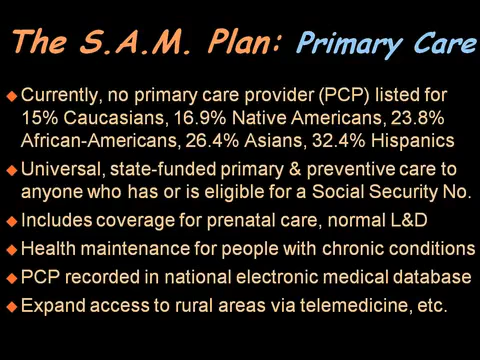 The S.A.M. Plan: Primary Care
◆Currently, no primary care provider (PCP) listed for
15% Caucasians, 16.9% Native Americans, 23.8%
African-Americans, 26.4% Asians, 32.4% Hispanics
◆Universal, state-funded primary & preventive care to
anyone who has or is eligible for a Social Security No.
◆Includes coverage for prenatal care, normal L&D
◆Health maintenance for people with chronic conditions
◆PCP recorded in national electronic medical database
◆Expand access to rural areas via telemedicine, etc.